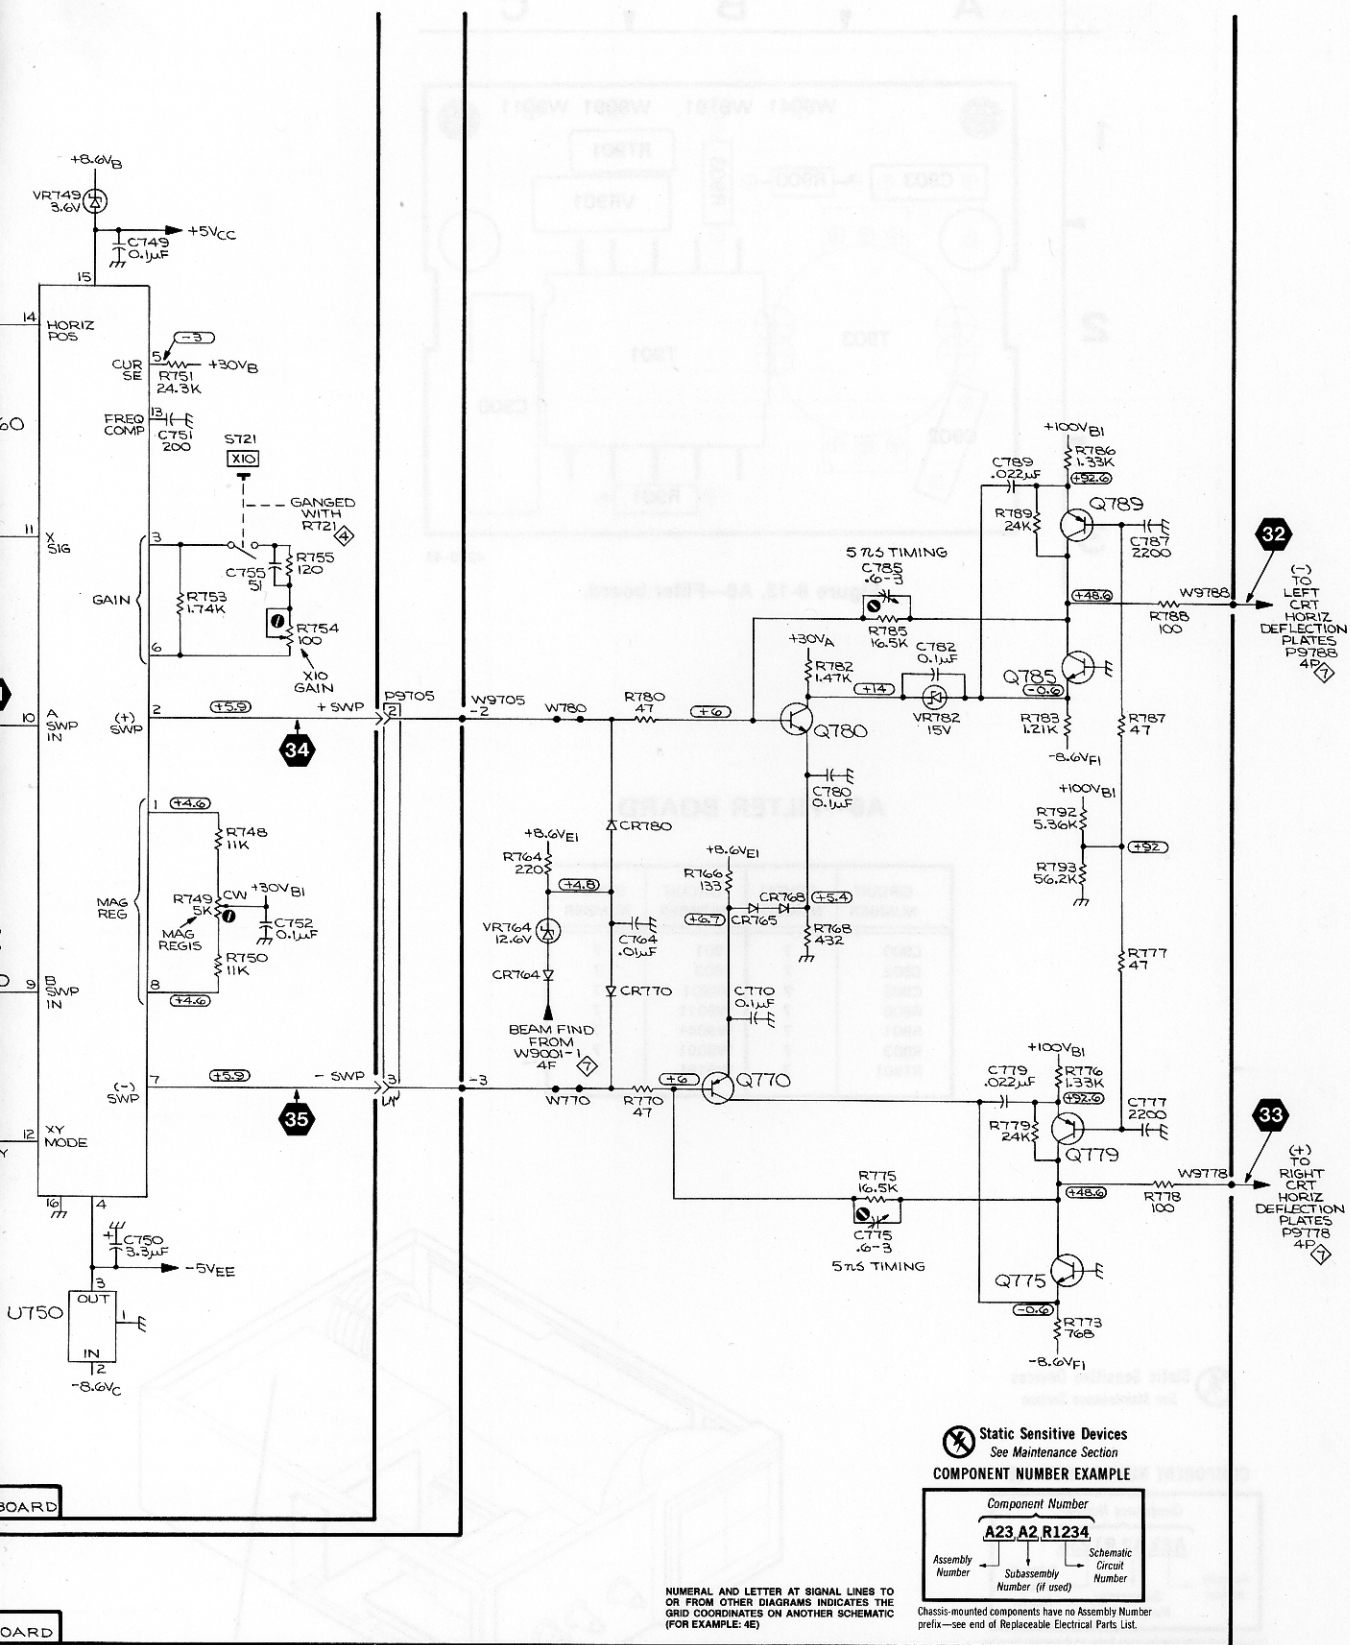 +8.6VB
VR749
3.6V
+5VCC
C749
0.1µF
15
14
HORIZ
POS
-3
5
CUR
SE
R751
24.3K
+30VB
13
FREQ
COMP
C751
200
S721
X10
GANGED
WITH
R721
4
11
X
SIG
3
C755
51
R755
120
GAIN
R753
1.74K
R754
100
6
X10
GAIN
10
A
SWP
IN
(+)
SWP
2
+5.9
+ SWP
34
P9705
2
W9705
-2
W780
R780
47
+6
1
+4.6
R748
11K
MAG
REG
R749
5K
CW
+30VB1
MAG
REGIS
C752
0.1µF
R750
11K
9
B
SWP
IN
8
+4.6
7
(-)
SWP
+5.9
- SWP
35
3
-3
W770
R770
47
+6
12
XY
MODE
16
4
C750
3.3µF
-5VEE
3
U750
OUT
1
IN
2
-8.6VC
BOARD
OARD
CR780
+8.6VE1
R764
220
+4.8
VR764
12.6V
C764
.01µF
CR764
CR770
BEAM FIND
FROM
W9001-1
4F
7
+8.6VE1
R766
133
+6.7
CR765
CR768
+5.4
R768
432
C770
0.1µF
Q770
C780
0.1µF
Q780
+30VA
R782
1.47K
+14
C782
0.1µF
VR782
15V
5 nS TIMING
C785
.6-3
R785
16.5K
+100VB1
R786
1.33K
+92.6
C789
.022µF
R789
24K
Q789
C787
2200
+48.6
R788
100
W9788
32
(-)
TO
LEFT
CRT
HORIZ
DEFLECTION
PLATES
P9788
4P
7
Q785
-0.6
R783
1.21K
-8.6VF1
R787
47
+100VB1
R792
5.36K
+92
R793
56.2K
R777
47
+100VB1
R776
1.33K
+92.6
C779
.022µF
R779
24K
Q779
C777
2200
+48.6
R778
100
W9778
33
(+)
TO
RIGHT
CRT
HORIZ
DEFLECTION
PLATES
P9778
4P
7
R775
16.5K
C775
.6-3
5nS TIMING
Q775
-0.6
R773
768
-8.6VF1
Static Sensitive Devices
See Maintenance Section
COMPONENT NUMBER EXAMPLE
Component Number
A23 A2 R1234
Assembly
Number
Subassembly
Number (if used)
Schematic
Circuit
Number
NUMERAL AND LETTER AT SIGNAL LINES TO
OR FROM OTHER DIAGRAMS INDICATES THE
GRID COORDINATES ON ANOTHER SCHEMATIC
(FOR EXAMPLE: 4E)
Chassis-mounted components have no Assembly Number
prefix—see end of Replaceable Electrical Parts List.